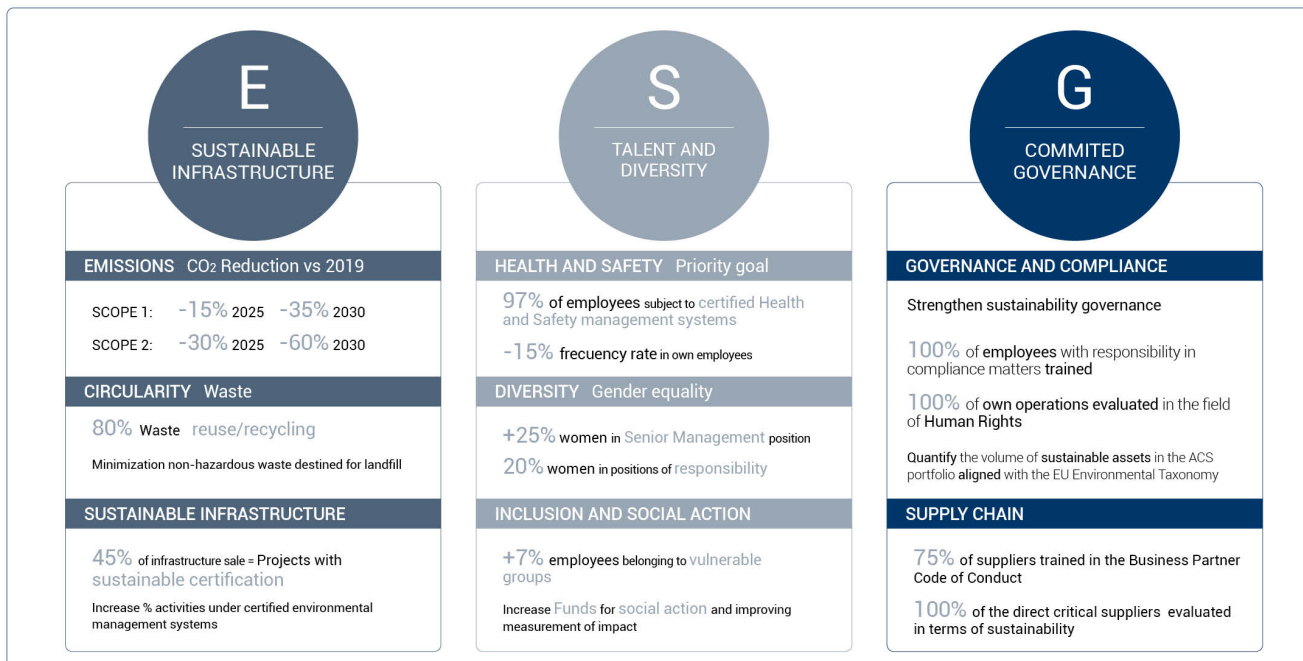 E
SUSTAINABLE
INFRASTRUCTURE
EMISSIONS CO2 Reduction vs 2019
SCOPE 1: -15% 2025 -35% 2030
SCOPE 2: -30% 2025 -60% 2030
CIRCULARITY Waste
80% Waste reuse/recycling
Minimization non-hazardous waste destined for landfill
SUSTAINABLE INFRASTRUCTURE
45% of infrastructure sale = Projects with
sustainable certification
Increase % activities under certified environmental
management systems
S
TALENT AND
DIVERSITY
HEALTH AND SAFETY Priority goal
97% of employees subject to certified Health
and Safety management systems
-15% frecuency rate in own employees
DIVERSITY Gender equality
+25% women in Senior Management position
20% women in positions of responsibility
INCLUSION AND SOCIAL ACTION
+7% employees belonging to vulnerable
groups
Increase Funds for social action and improving
measurement of impact
G
COMMITED
GOVERNANCE
GOVERNANCE AND COMPLIANCE
Strengthen sustainability governance
100% of employees with responsibility in
compliance matters trained
100% of own operations evaluated in the field
of Human Rights
Quantify the volume of sustainable assets in the ACS
portfolio aligned with the EU Environmental Taxonomy
SUPPLY CHAIN
75% of suppliers trained in the Business Partner
Code of Conduct
100% of the direct critical suppliers evaluated
in terms of sustainability